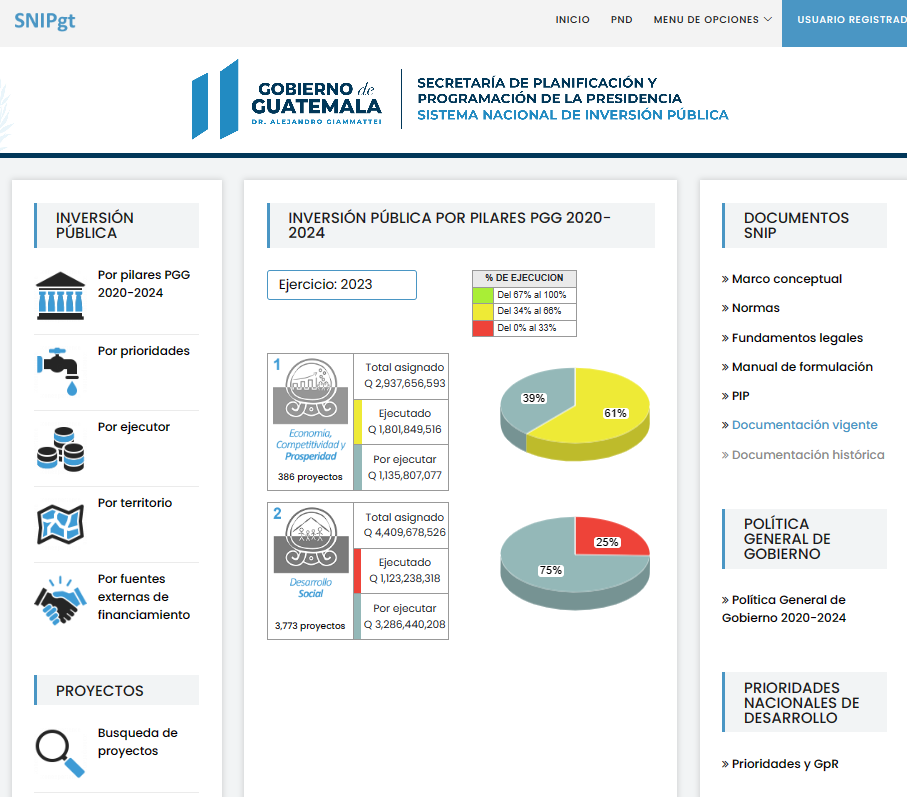 SNIPgt
INICIO
PND
MENU DE OPCIONES
USUARIO REGISTRAD
GOBIERNO de
GUATEMALA
DR. ALEJANDRO GIAMMATTEI
SECRETARÍA DE PLANIFICACIÓN Y
PROGRAMACIÓN DE LA PRESIDENCIA
SISTEMA NACIONAL DE INVERSIÓN PÚBLICA
INVERSIÓN
PÚBLICA
Por pilares PGG
2020-2024
Por prioridades
Por ejecutor
Por territorio
Por fuentes
externas de
financiamiento
PROYECTOS
Busqueda de
proyectos
INVERSIÓN PÚBLICA POR PILARES PGG 2020-
2024
Ejercicio: 2023
% DE EJECUCION
Del 67% al 100%
Del 34% al 66%
Del 0% al 33%
1
Economía,
Competitividad y
Prosperidad
386 proyectos
Total asignado
Q 2,937,656,593
Ejecutado
Q 1,801,849,516
Por ejecutar
Q 1,135,807,077
39%
61%
2
Desarrollo
Social
3,773 proyectos
Total asignado
Q 4,409,678,526
Ejecutado
Q 1,123,238,318
Por ejecutar
Q 3,286,440,208
25%
75%
DOCUMENTOS
SNIP
» Marco conceptual
» Normas
» Fundamentos legales
» Manual de formulación
» PIP
» Documentación vigente
» Documentación histórica
POLÍTICA
GENERAL DE
GOBIERNO
» Política General de
Gobierno 2020-2024
PRIORIDADES
NACIONALES DE
DESARROLLO
» Prioridades y GpR